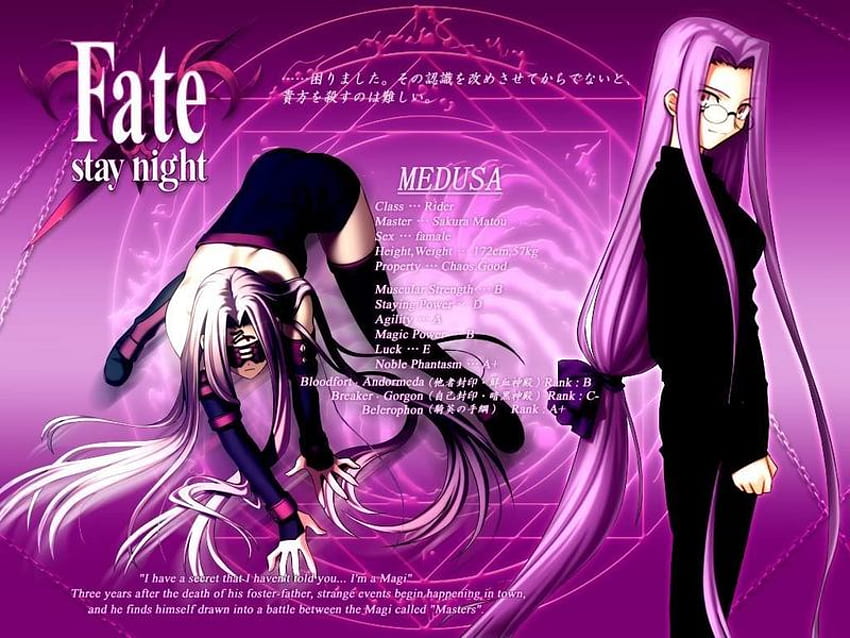 Fate
stay night
……困りました。その認識を改めさせてからでないと、
貴方を殺すのは難しい。
MEDUSA
Class … Rider
Master … Sakura Matou
Sex … famale
Height,Weight … 172cm,57kg
Property … Chaos.Good
Muscular Strength … B
Staying Power … D
Agility … A
Magic Power … B
Luck … E
Noble Phantasm … A+
Bloodfort - Andormeda (他者封印・鮮血神殿) Rank : B
Breaker - Gorgon (自己封印・暗黒神殿) Rank : C-
Belerophon (騎英の手綱) Rank : A+
"I have a secret that I haven't told you... I'm a Magi"
Three years after the death of his foster-father, strange events begin happening in town,
and he finds himself drawn into a battle between the Magi called "Masters".